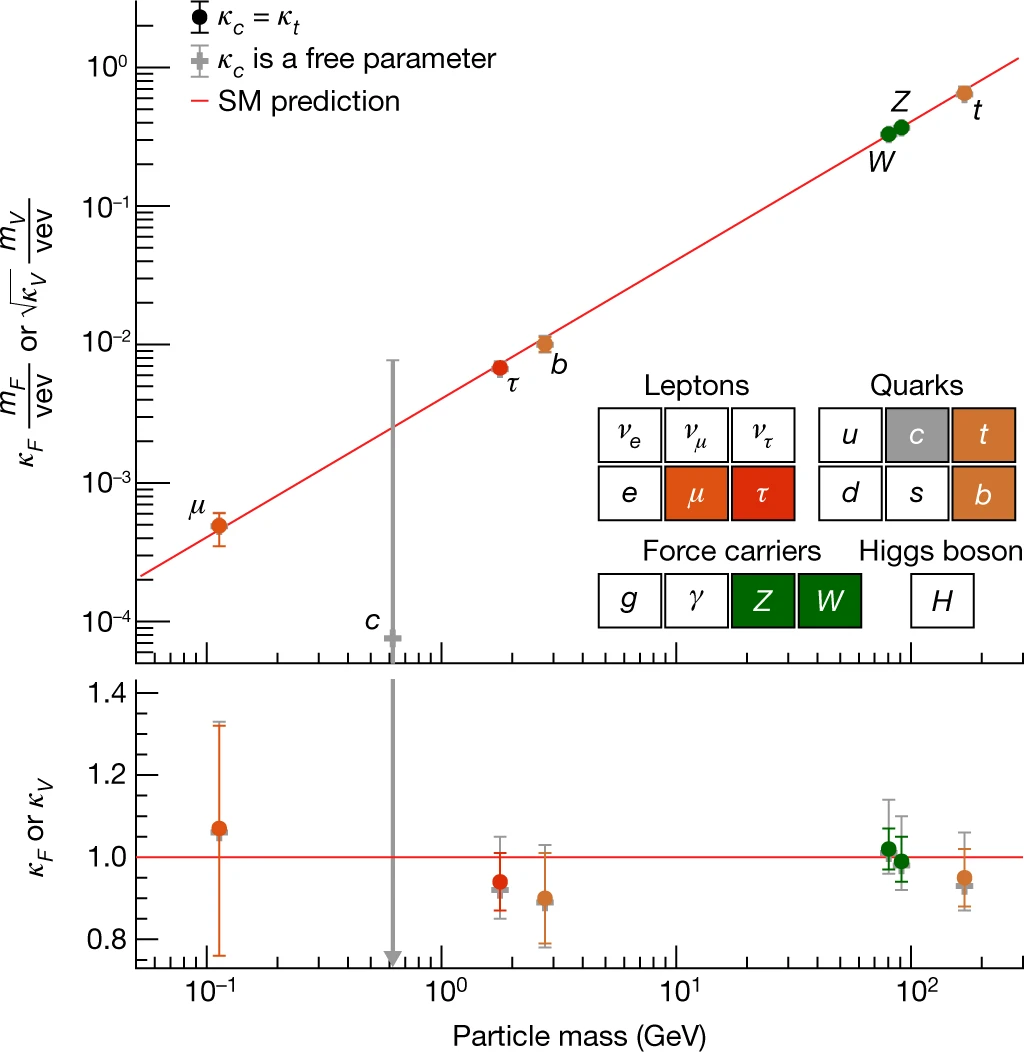 κc = κt
κc is a free parameter
SM prediction
κF mF/vev or √κV mV/vev
10⁰
10⁻¹
10⁻²
10⁻³
10⁻⁴
Z
t
W
b
τ
μ
c
Leptons
νe νμ ντ
e μ τ
Quarks
u c t
d s b
Force carriers
g γ Z W
Higgs boson
H
κF or κV
1.4
1.2
1.0
0.8
10⁻¹ 10⁰ 10¹ 10²
Particle mass (GeV)